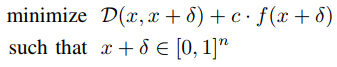 minimize 𝒟(x, x + δ) + c · f(x + δ)
such that x + δ ∈ [0, 1]ⁿ